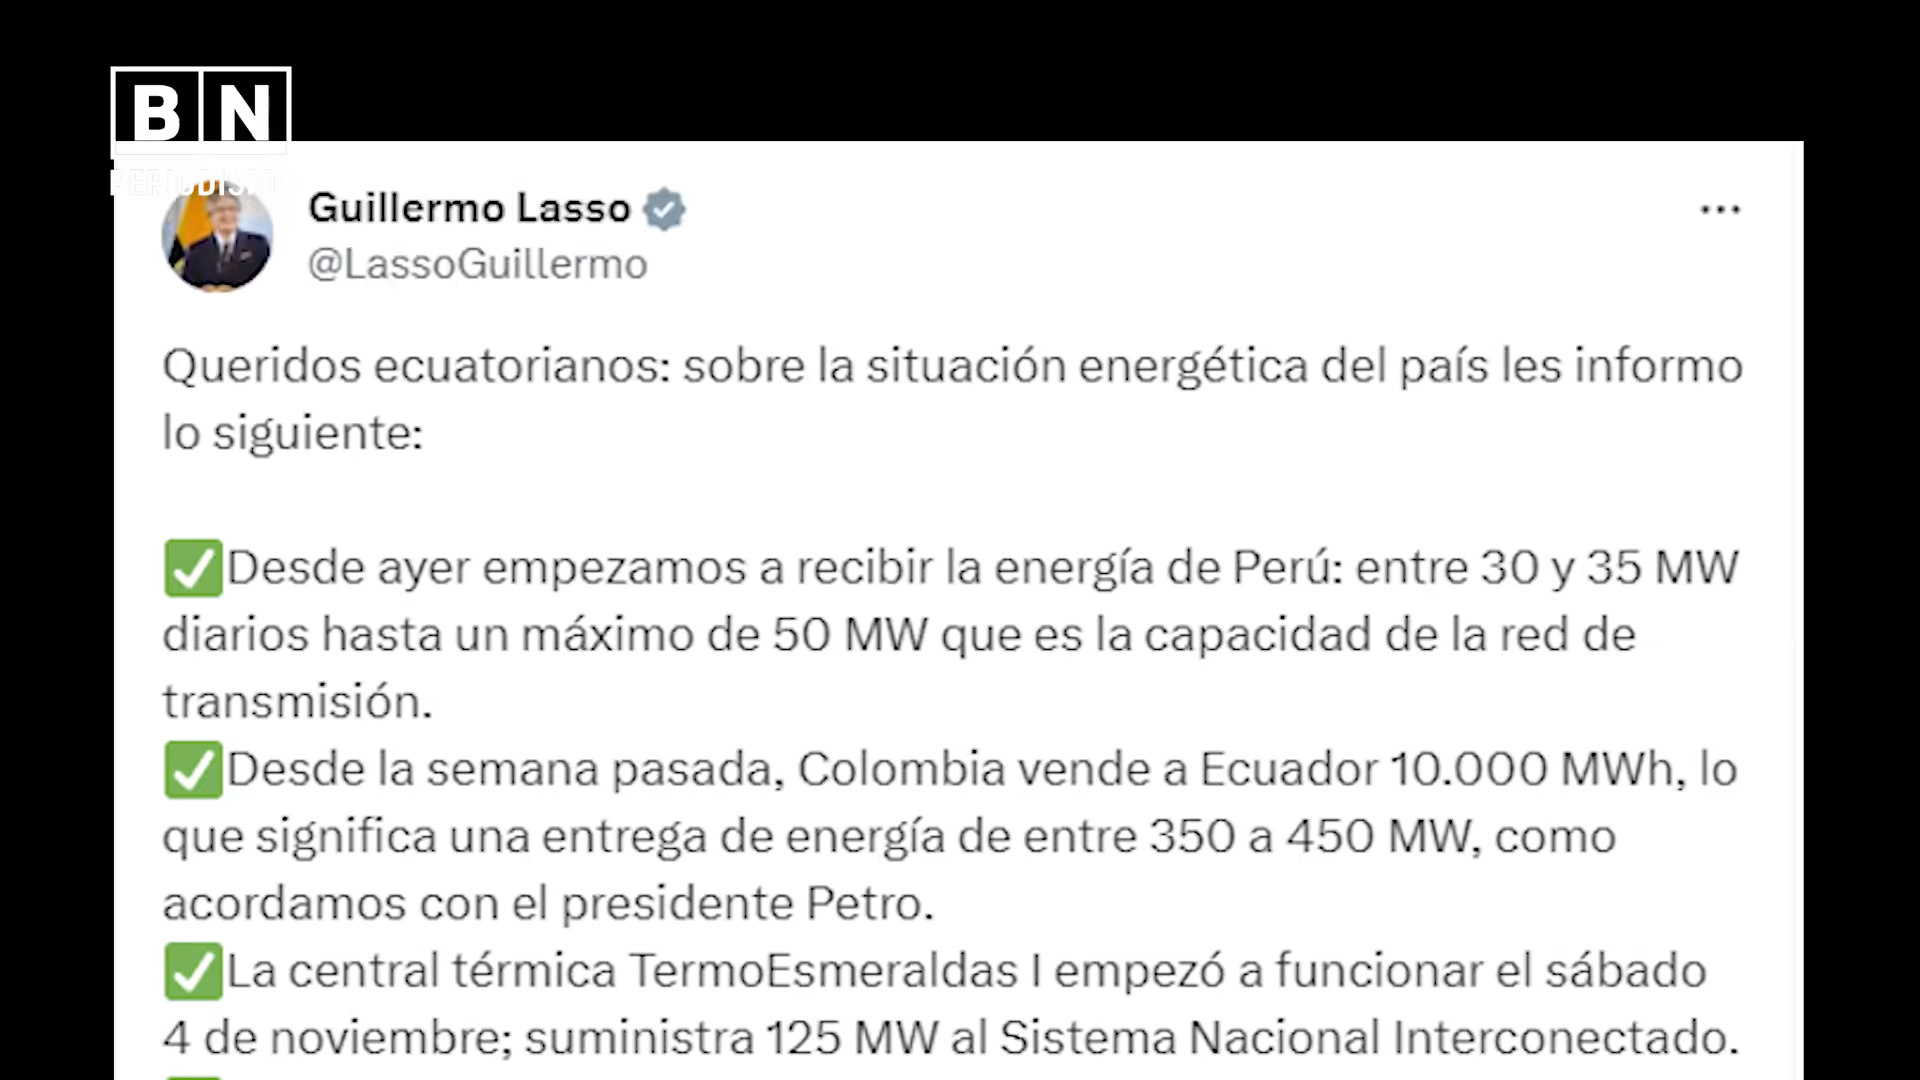 BN
PERIODISMO
Guillermo Lasso
@LassoGuillermo
Queridos ecuatorianos: sobre la situación energética del país les informo
lo siguiente:
✅Desde ayer empezamos a recibir la energía de Perú: entre 30 y 35 MW
diarios hasta un máximo de 50 MW que es la capacidad de la red de
transmisión.
✅Desde la semana pasada, Colombia vende a Ecuador 10.000 MWh, lo
que significa una entrega de energía de entre 350 a 450 MW, como
acordamos con el presidente Petro.
✅La central térmica TermoEsmeraldas I empezó a funcionar el sábado
4 de noviembre; suministra 125 MW al Sistema Nacional Interconectado.